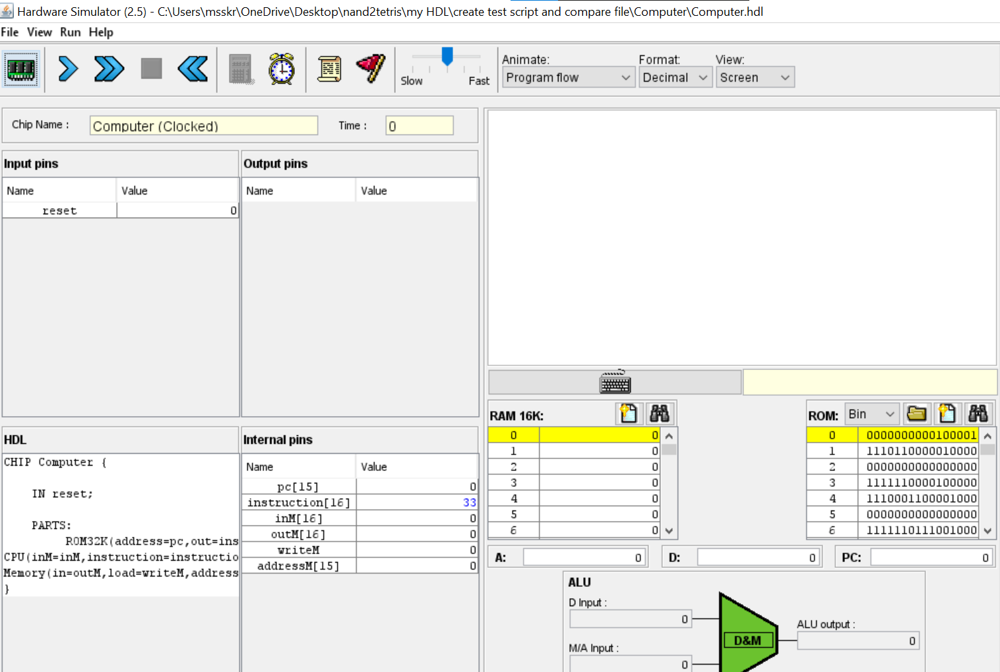 Hardware Simulator (2.5) - C:\Users\msskr\OneDrive\Desktop\nand2tetris\my HDL\create test script and compare file\Computer\Computer.hdl
File View Run Help
Slow Fast
Animate: Format: View:
Program flow Decimal Screen
Chip Name : Computer (Clocked) Time : 0
Input pins
Name Value
reset 0
Output pins
Name Value
HDL
CHIP Computer {
IN reset;
PARTS:
ROM32K(address=pc,out=ins
CPU(inM=inM,instruction=instructio
Memory(in=outM,load=writeM,address
}
Internal pins
Name Value
pc[15] 0
instruction[16] 33
inM[16] 0
outM[16] 0
writeM 0
addressM[15] 0
RAM 16K:
0 0
1 0
2 0
3 0
4 0
5 0
6 0
ROM: Bin
0 0000000000100001
1 1110110000010000
2 0000000000000000
3 1111110000100000
4 1110001100001000
5 0000000000000000
6 1111110111001000
A: 0 D: 0 PC: 0
ALU
D Input :
0
M/A Input :
0
D&M
ALU output :
0